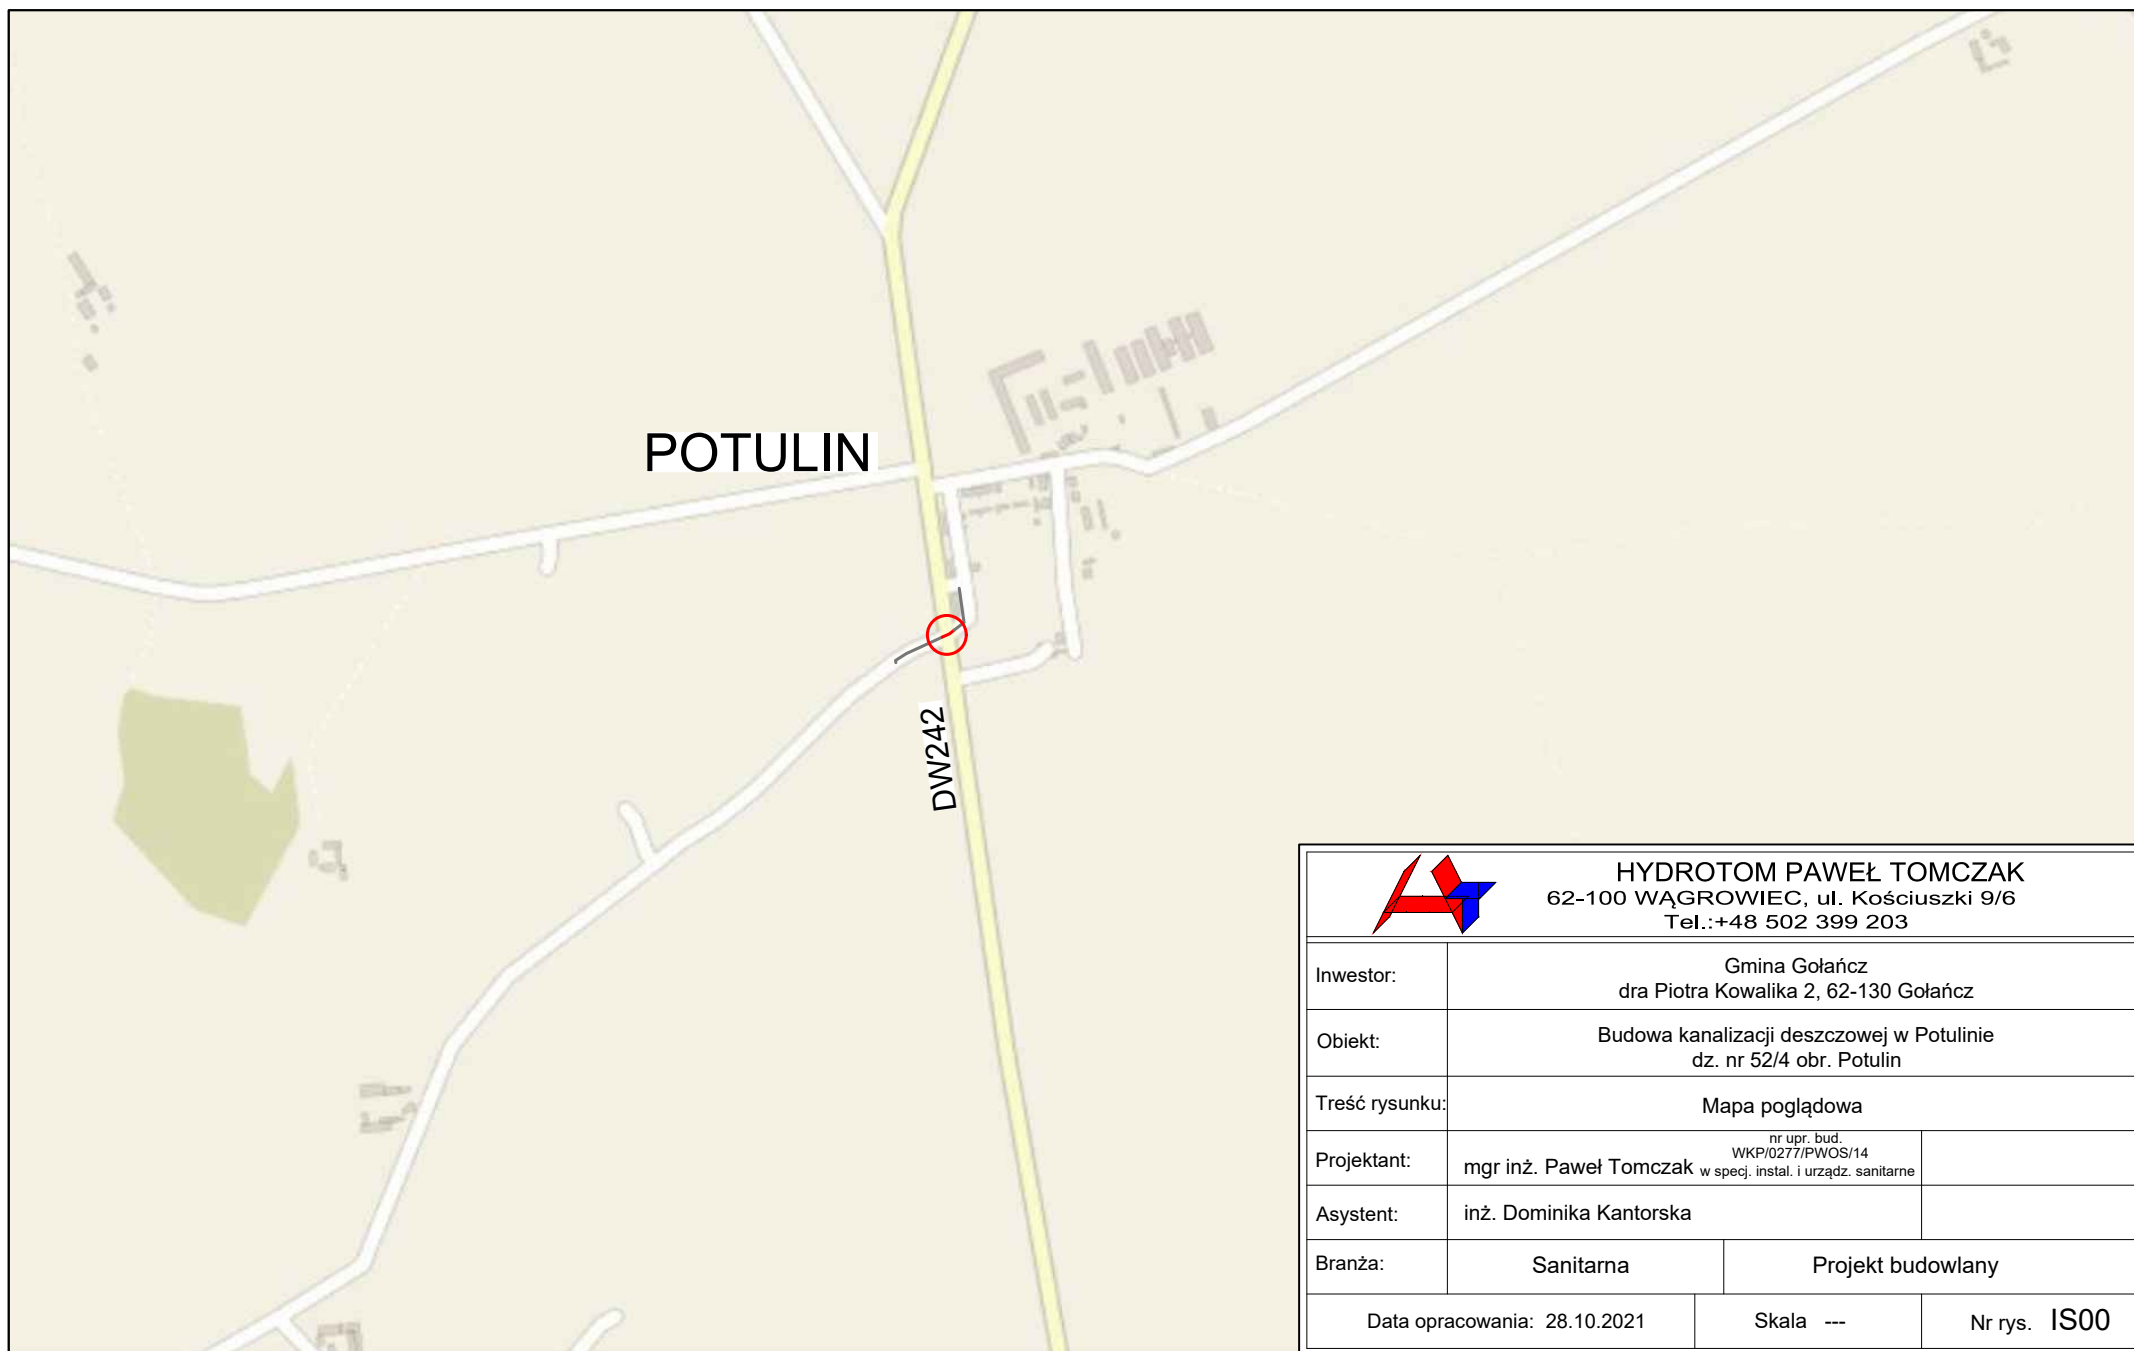 POTULIN
DW242
HYDROTOM PAWEŁ TOMCZAK
62-100 WĄGROWIEC, ul. Kościuszki 9/6
Tel.:+48 502 399 203
Inwestor:
Gmina Gołańcz
dra Piotra Kowalika 2, 62-130 Gołańcz
Obiekt:
Budowa kanalizacji deszczowej w Potulinie
dz. nr 52/4 obr. Potulin
Treść rysunku:
Mapa poglądowa
Projektant:
mgr inż. Paweł Tomczak
nr upr. bud.
WKP/0277/PWOS/14
w specj. instal. i urządz. sanitarne
Asystent:
inż. Dominika Kantorska
Branża:
Sanitarna
Projekt budowlany
Data opracowania: 28.10.2021
Skala ---
Nr rys. IS00